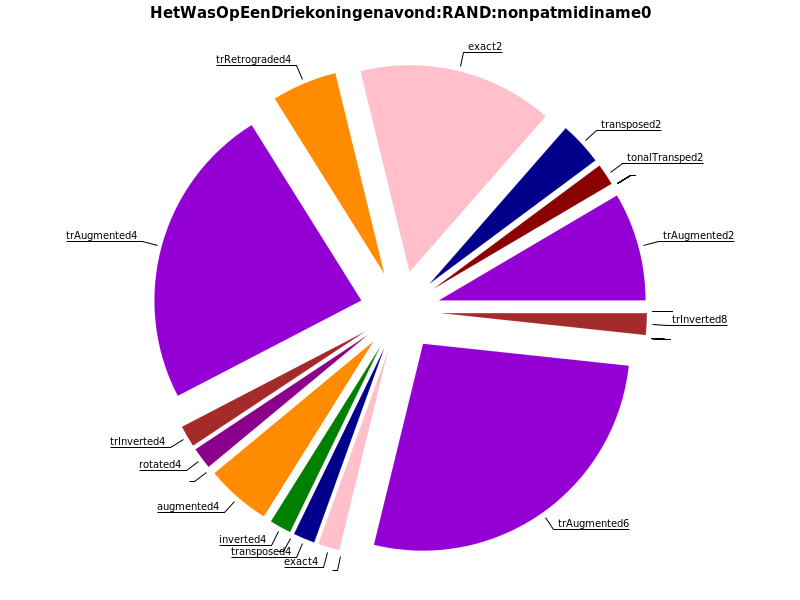 HetWasOpEenDriekoningenavond:RAND:nonpatmidiname0
exact2
trRetrograded4
transposed2
tonalTransped2
trAugmented4
trAugmented2
trInverted8
trInverted4
rotated4
augmented4
trAugmented6
inverted4
transposed4
exact4